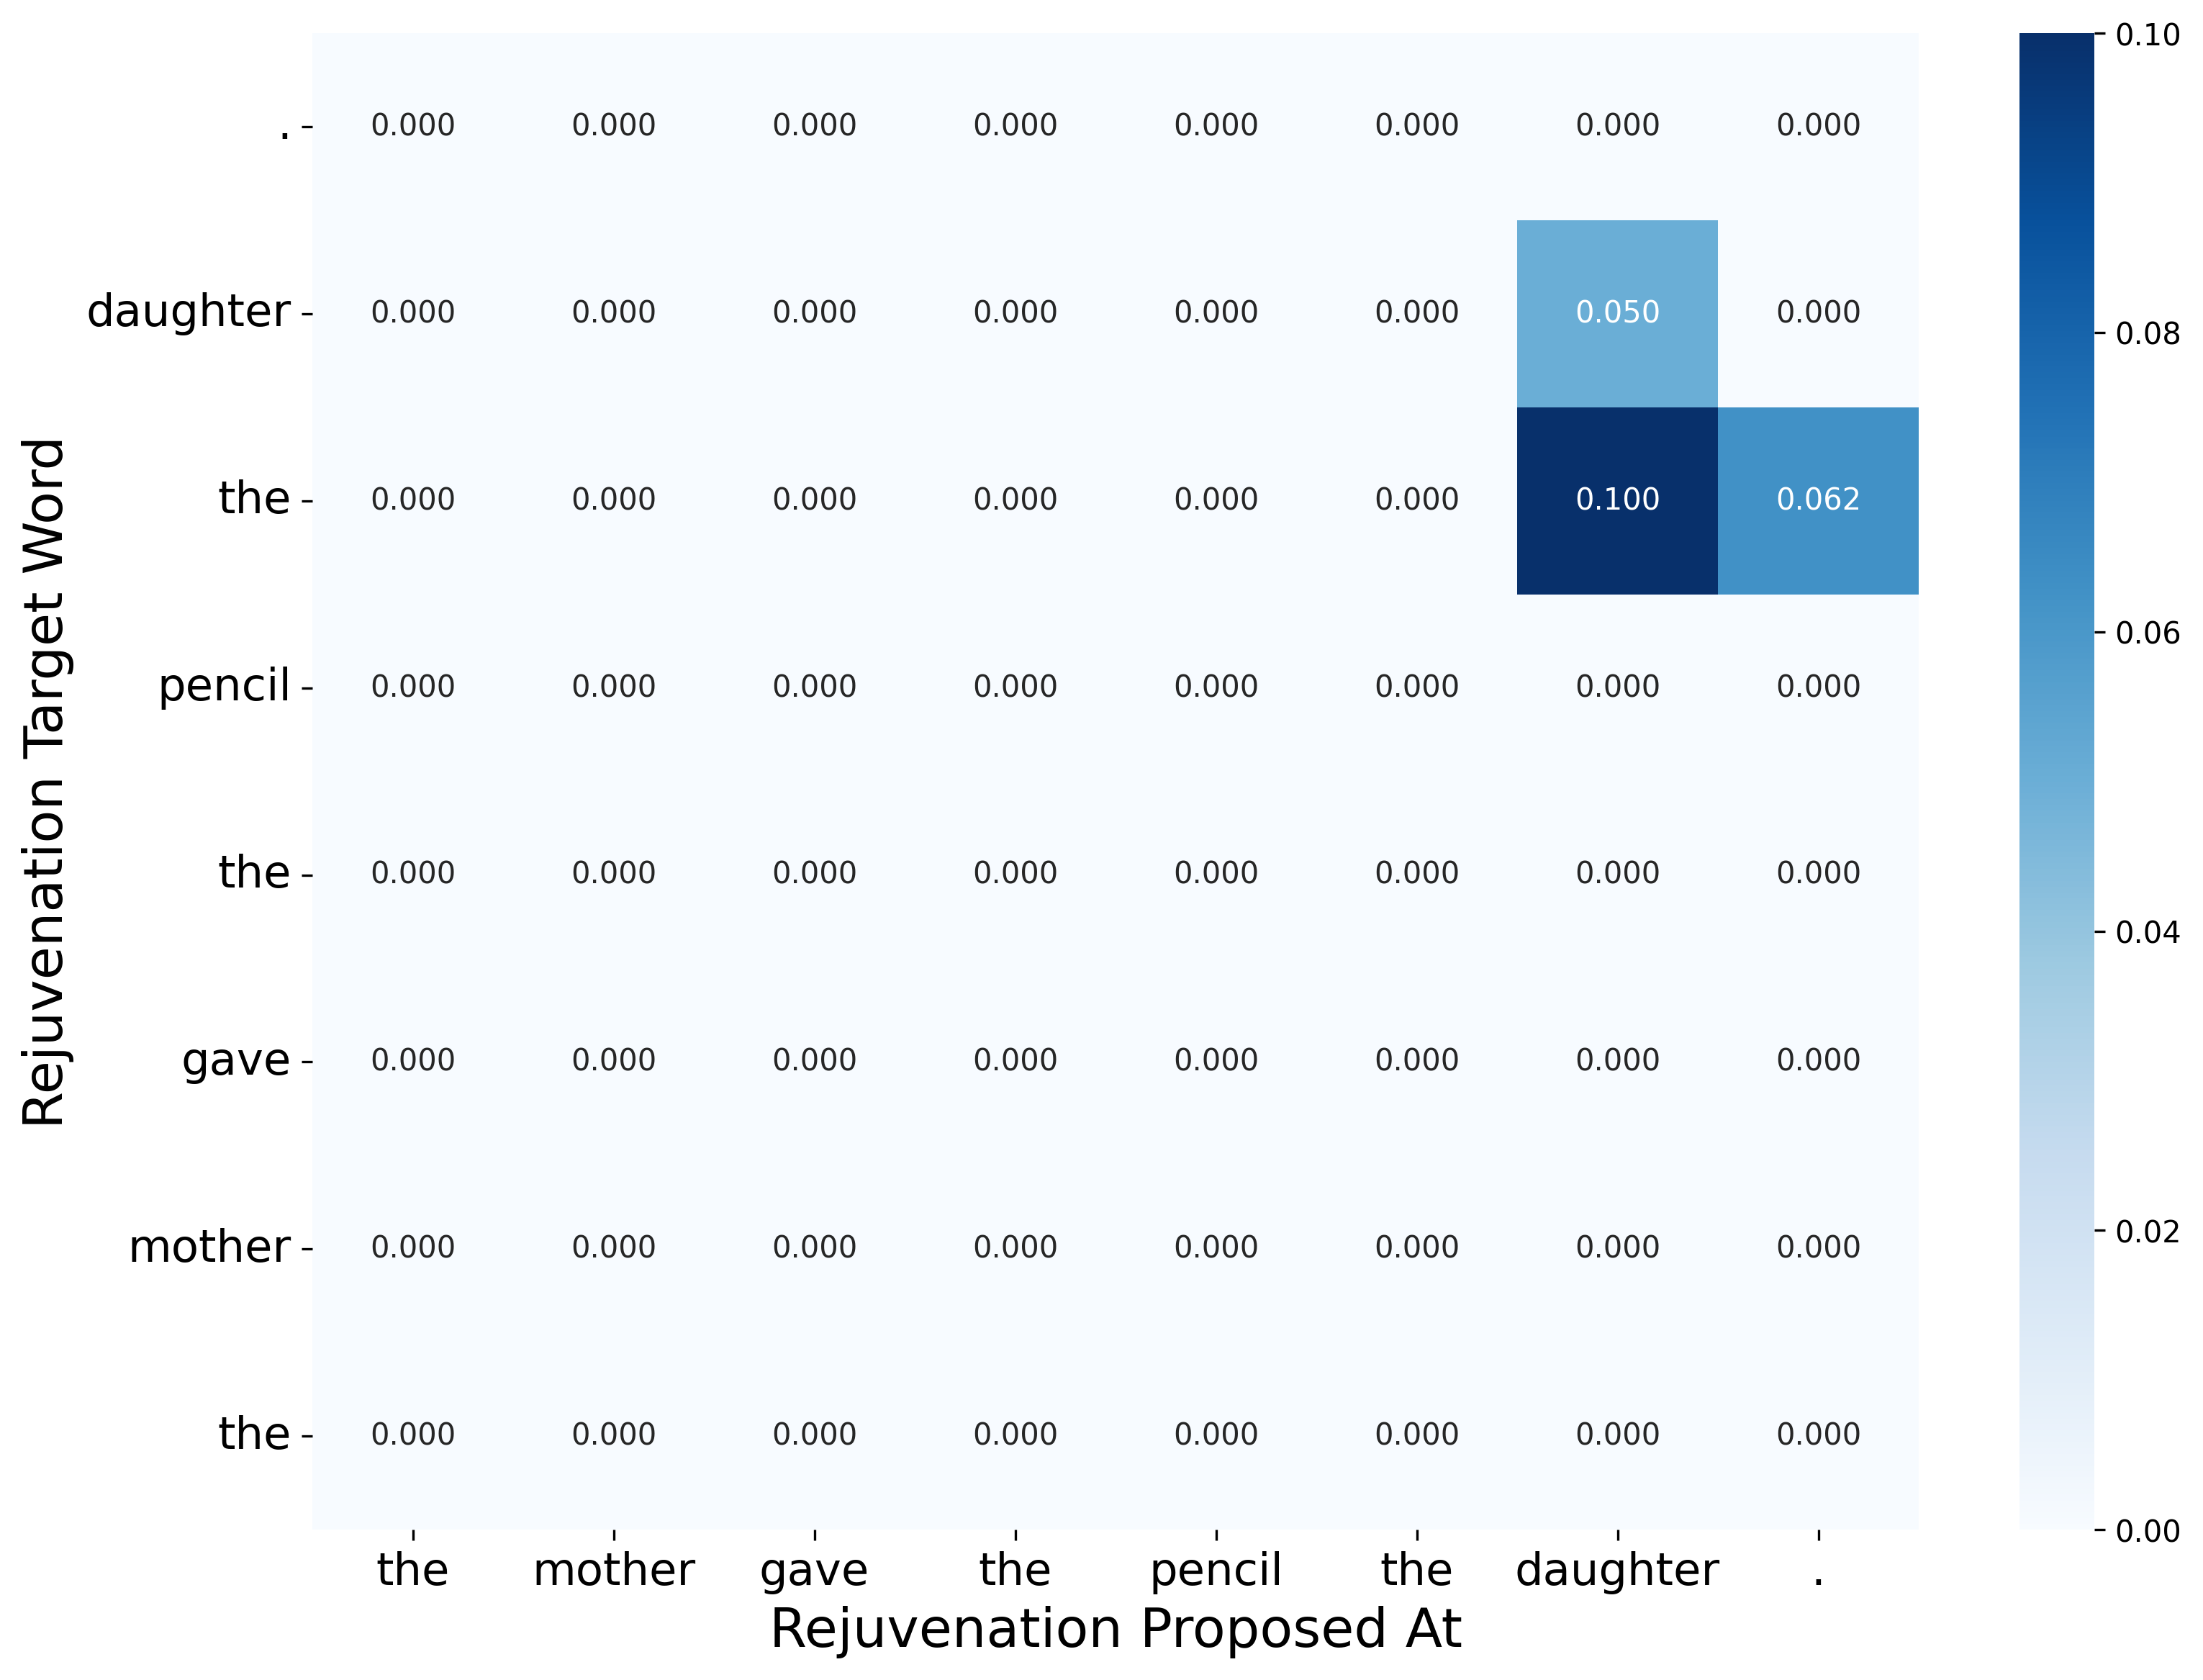 Rejuvenation Target Word
. 0.000 0.000 0.000 0.000 0.000 0.000 0.000 0.000
daughter 0.000 0.000 0.000 0.000 0.000 0.000 0.050 0.000
the 0.000 0.000 0.000 0.000 0.000 0.000 0.100 0.062
pencil 0.000 0.000 0.000 0.000 0.000 0.000 0.000 0.000
the 0.000 0.000 0.000 0.000 0.000 0.000 0.000 0.000
gave 0.000 0.000 0.000 0.000 0.000 0.000 0.000 0.000
mother 0.000 0.000 0.000 0.000 0.000 0.000 0.000 0.000
the 0.000 0.000 0.000 0.000 0.000 0.000 0.000 0.000
the mother gave the pencil the daughter .
Rejuvenation Proposed At
0.10
0.08
0.06
0.04
0.02
0.00